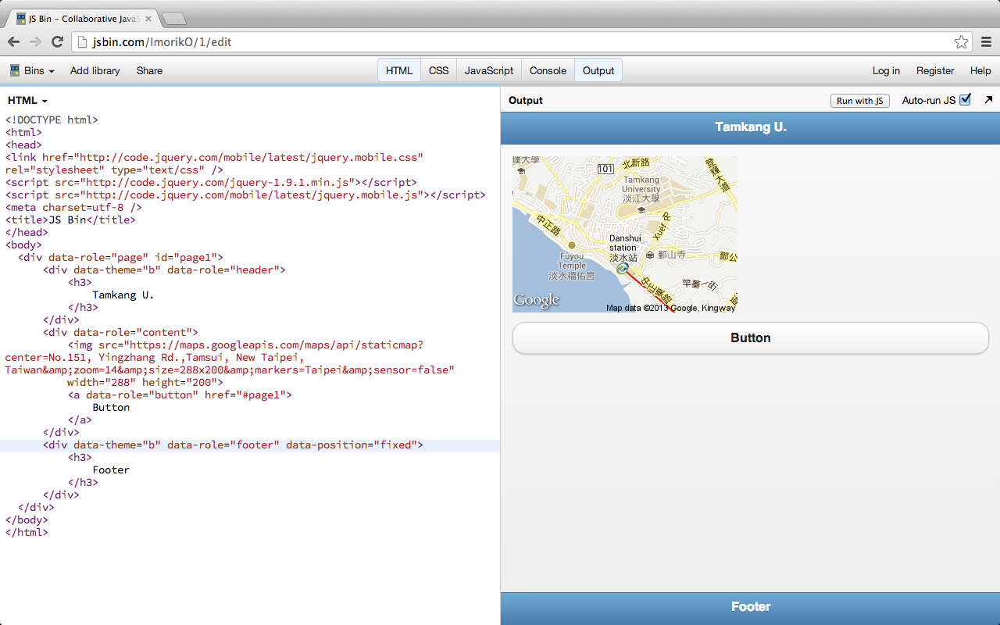 JS Bin – Collaborative JavaS
jsbin.com/ImorikO/1/edit
Bins Add library Share HTML CSS JavaScript Console Output Log in Register Help
HTML
<!DOCTYPE html>
<html>
<head>
<link href="http://code.jquery.com/mobile/latest/jquery.mobile.css"
rel="stylesheet" type="text/css" />
<script src="http://code.jquery.com/jquery-1.9.1.min.js"></script>
<script src="http://code.jquery.com/mobile/latest/jquery.mobile.js"></script>
<meta charset=utf-8 />
<title>JS Bin</title>
</head>
<body>
<div data-role="page" id="page1">
<div data-theme="b" data-role="header">
<h3>
Tamkang U.
</h3>
</div>
<div data-role="content">
<img src="https://maps.googleapis.com/maps/api/staticmap?
center=No.151, Yingzhang Rd.,Tamsui, New Taipei,
Taiwan&amp;zoom=14&amp;size=288x200&amp;markers=Taipei&amp;sensor=false"
width="288" height="200">
<a data-role="button" href="#page1">
Button
</a>
</div>
<div data-theme="b" data-role="footer" data-position="fixed">
<h3>
Footer
</h3>
</div>
</div>
</body>
</html>
Output Run with JS Auto-run JS
Tamkang U.
理大學
101
北新路
登輝大道
Tamkang
University
淡江大學
中正路
Xuefu R
Danshui
station
淡水站
鄞山寺
鄧公
Fuyou
Temple
淡水福佑宮
中正東路
竿蓁一街
Google
Map data ©2013 Google, Kingway
Button
Footer